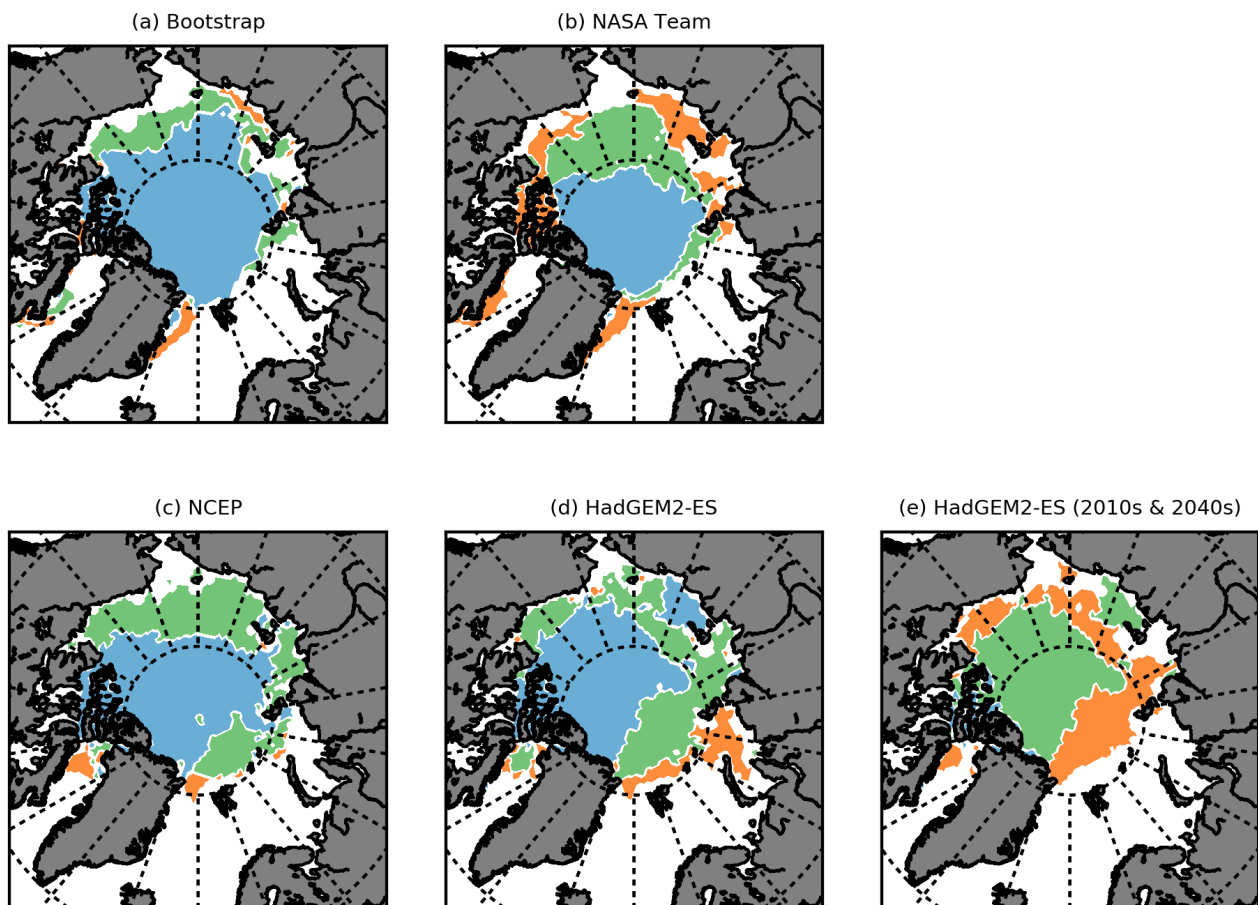 (a) Bootstrap
(b) NASA Team
(c) NCEP
(d) HadGEM2-ES
(e) HadGEM2-ES (2010s & 2040s)